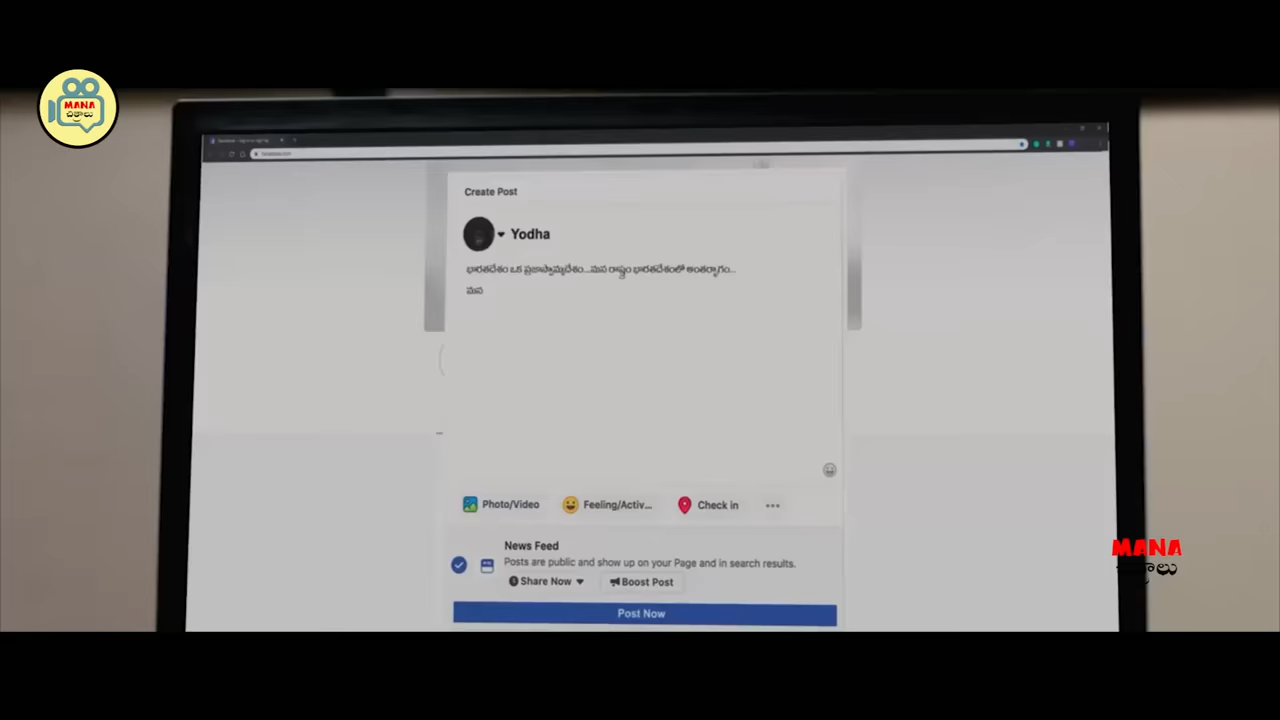 MANA
చిత్రాలు
Create Post
Yodha
భారతదేశం ఒక ప్రజాస్వామ్యదేశం...మన రాష్ట్రం భారతదేశంలో అంతర్భాగం...
మన
Photo/Video
Feeling/Activ...
Check in
News Feed
Posts are public and show up on your Page and in search results.
Share Now
Boost Post
Post Now
MANA
చిత్రాలు